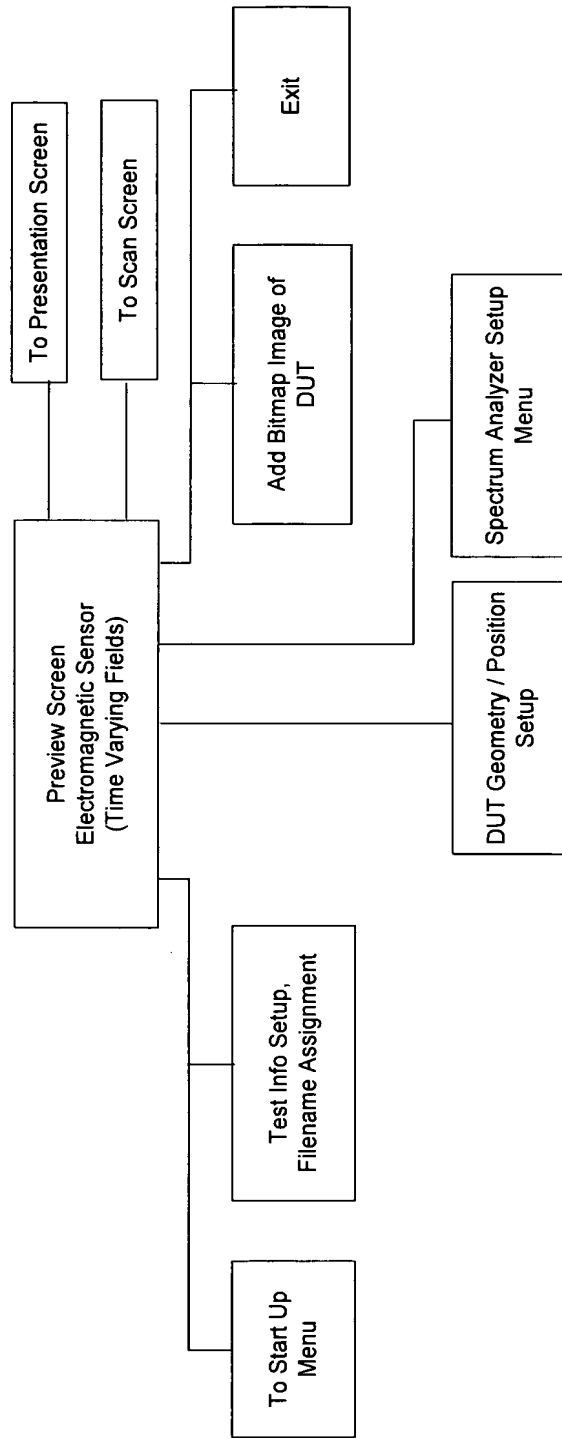 Preview Screen
Electromagnetic Sensor
(Time Varying Fields)
To Presentation Screen
To Scan Screen
To Start Up
Menu
Test Info Setup,
Filename Assignment
Add Bitmap Image of
DUT
Exit
DUT Geometry / Position
Setup
Spectrum Analyzer Setup
Menu